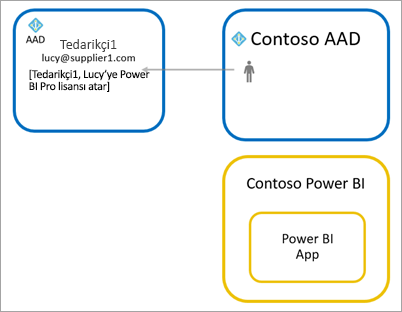 AAD
Tedarikçi1
lucy@supplier1.com
[Tedarikçi1, Lucy'ye Power
BI Pro lisansı atar]
Contoso AAD
Contoso Power BI
Power BI
App